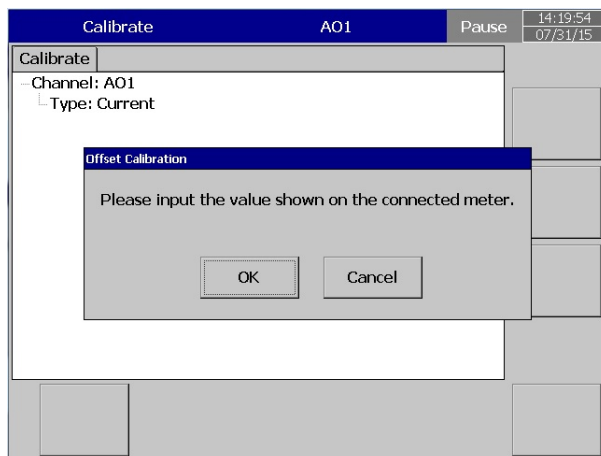 Calibrate AO1 Pause 14:19:54
07/31/15
Calibrate
Channel: AO1
Type: Current
Offset Calibration
Please input the value shown on the connected meter.
OK Cancel